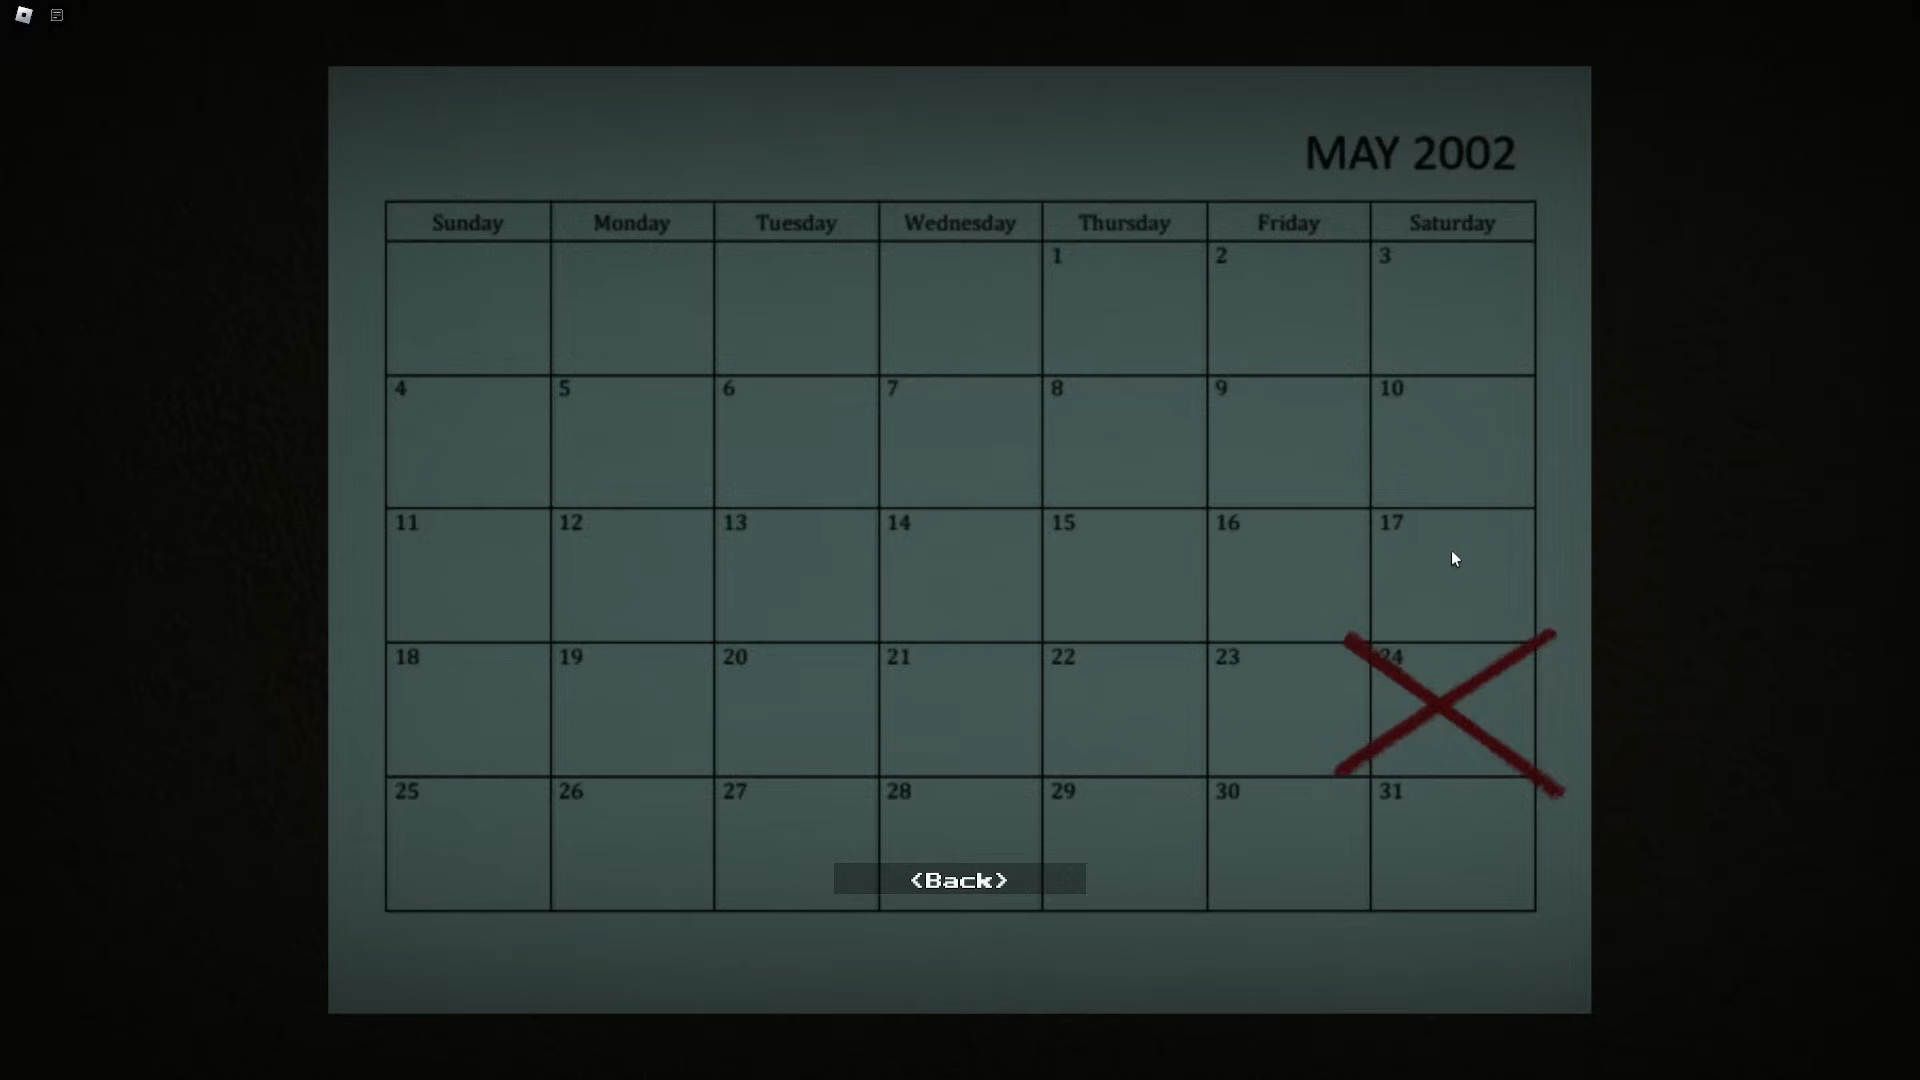 MAY 2002
Sunday Monday Tuesday Wednesday Thursday Friday Saturday
1 2 3
4 5 6 7 8 9 10
11 12 13 14 15 16 17
18 19 20 21 22 23 24
25 26 27 28 29 30 31
<Back>